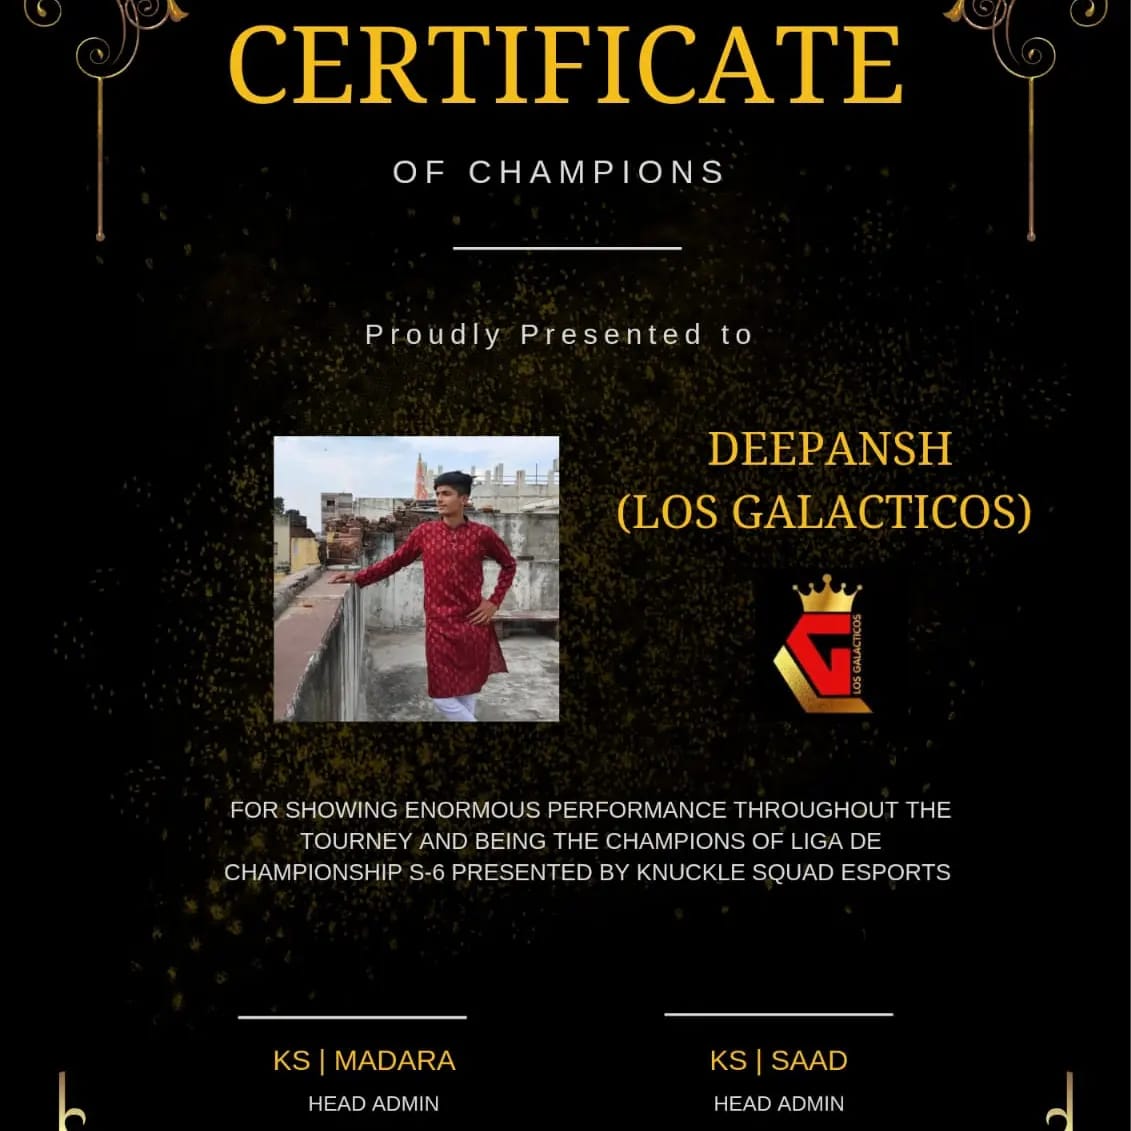 CERTIFICATE
OF CHAMPIONS
Proudly Presented to
DEEPANSH
(LOS GALACTICOS)
LOS GALACTICOS
FOR SHOWING ENORMOUS PERFORMANCE THROUGHOUT THE
TOURNEY AND BEING THE CHAMPIONS OF LIGA DE
CHAMPIONSHIP S-6 PRESENTED BY KNUCKLE SQUAD ESPORTS
KS | MADARA
KS | SAAD
HEAD ADMIN
HEAD ADMIN